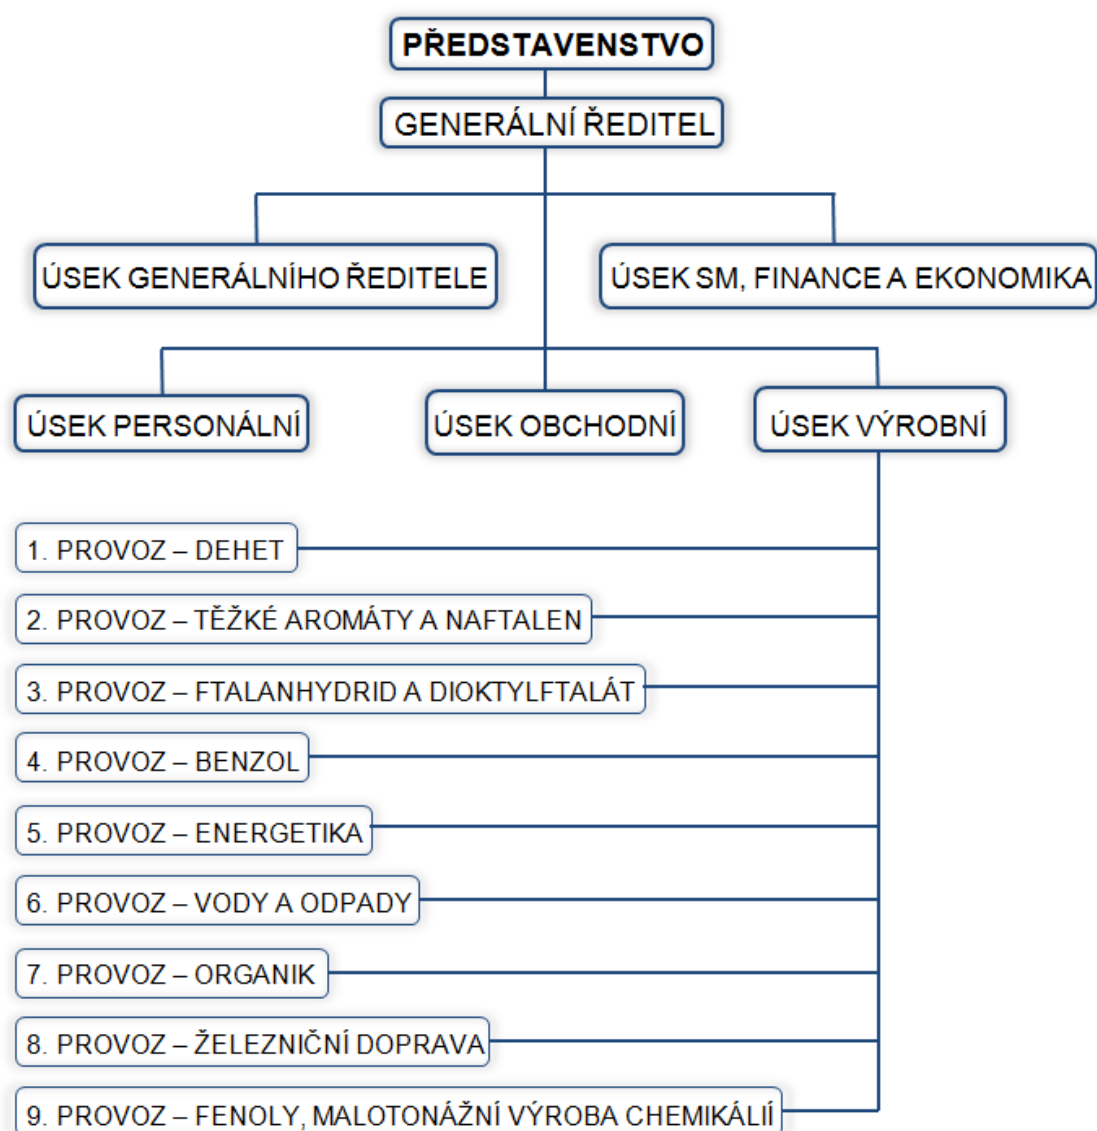 PŘEDSTAVENSTVO
GENERÁLNÍ ŘEDITEL
ÚSEK GENERÁLNÍHO ŘEDITELE
ÚSEK SM, FINANCE A EKONOMIKA
ÚSEK PERSONÁLNÍ
ÚSEK OBCHODNÍ
ÚSEK VÝROBNÍ
1. PROVOZ – DEHET
2. PROVOZ – TĚŽKÉ AROMÁTY A NAFTALEN
3. PROVOZ – FTALANHYDRID A DIOKTYLFTALÁT
4. PROVOZ – BENZOL
5. PROVOZ – ENERGETIKA
6. PROVOZ – VODY A ODPADY
7. PROVOZ – ORGANIK
8. PROVOZ – ŽELEZNIČNÍ DOPRAVA
9. PROVOZ – FENOLY, MALOTONÁŽNÍ VÝROBA CHEMIKÁLIÍ